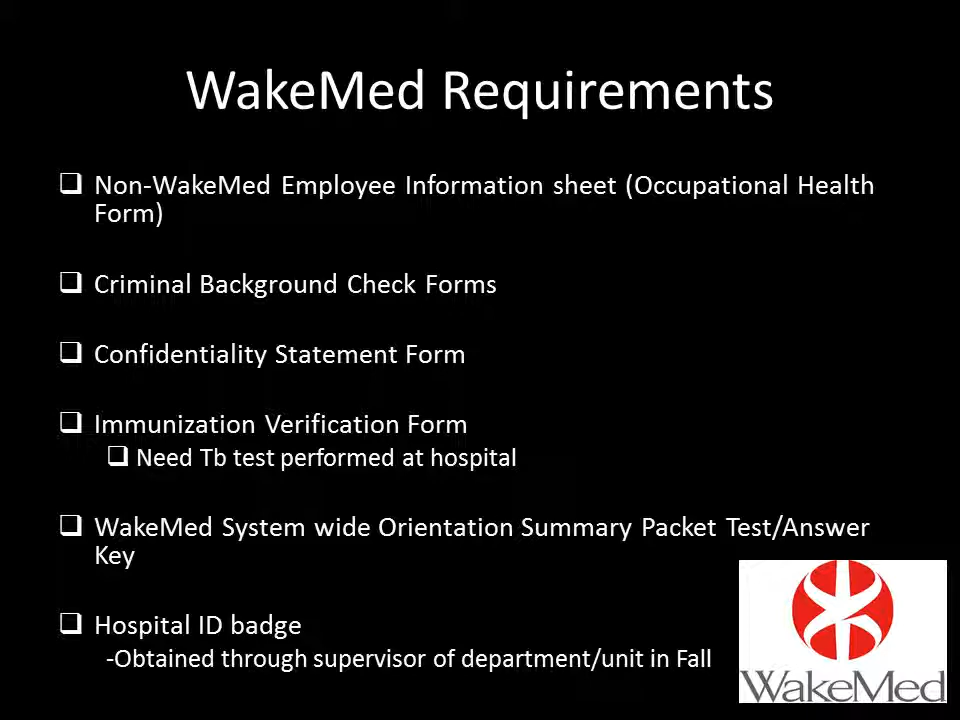 WakeMed Requirements
Non-WakeMed Employee Information sheet (Occupational Health
Form)
Criminal Background Check Forms
Confidentiality Statement Form
Immunization Verification Form
Need Tb test performed at hospital
WakeMed System wide Orientation Summary Packet Test/Answer
Key
Hospital ID badge
-Obtained through supervisor of department/unit in Fall
WakeMed